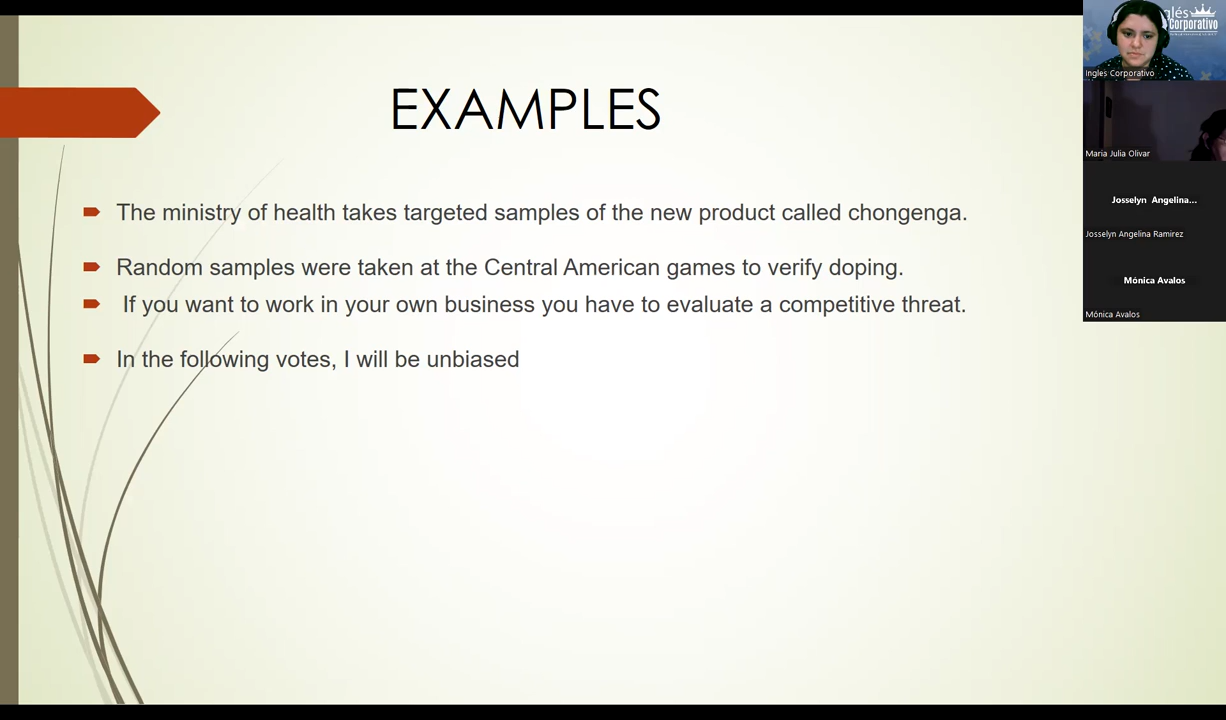 EXAMPLES
The ministry of health takes targeted samples of the new product called chongenga.
Random samples were taken at the Central American games to verify doping.
If you want to work in your own business you have to evaluate a competitive threat.
In the following votes, I will be unbiased
glés
Corporativo
Ingles Corporativo
Maria Julia Olivar
Josselyn Angelina...
Josselyn Angelina Ramirez
Mónica Avalos
Mónica Avalos